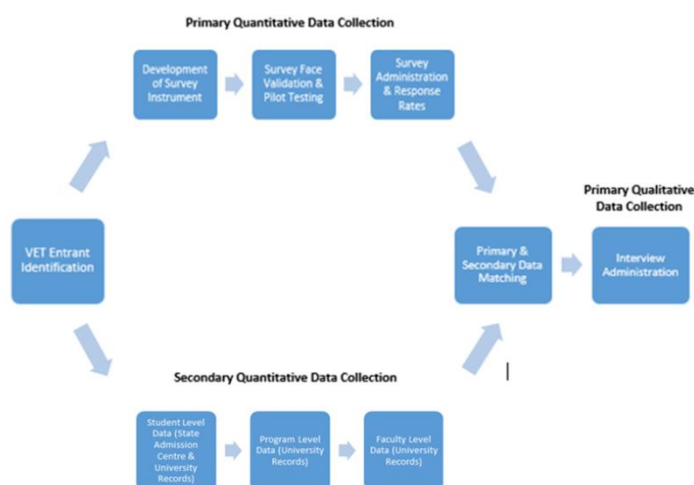 Primary Quantitative Data Collection
Development
of Survey
Instrument
Survey Face
Validation &
Pilot Testing
Survey
Administration
& Response
Rates
VET Entrant
Identification
Primary &
Secondary Data
Matching
Primary Qualitative
Data Collection
Interview
Administration
Secondary Quantitative Data Collection
Student Level
Data (State
Admission
Centre &
University
Records)
Program Level
Data (University
Records)
Faculty Level
Data (University
Records)